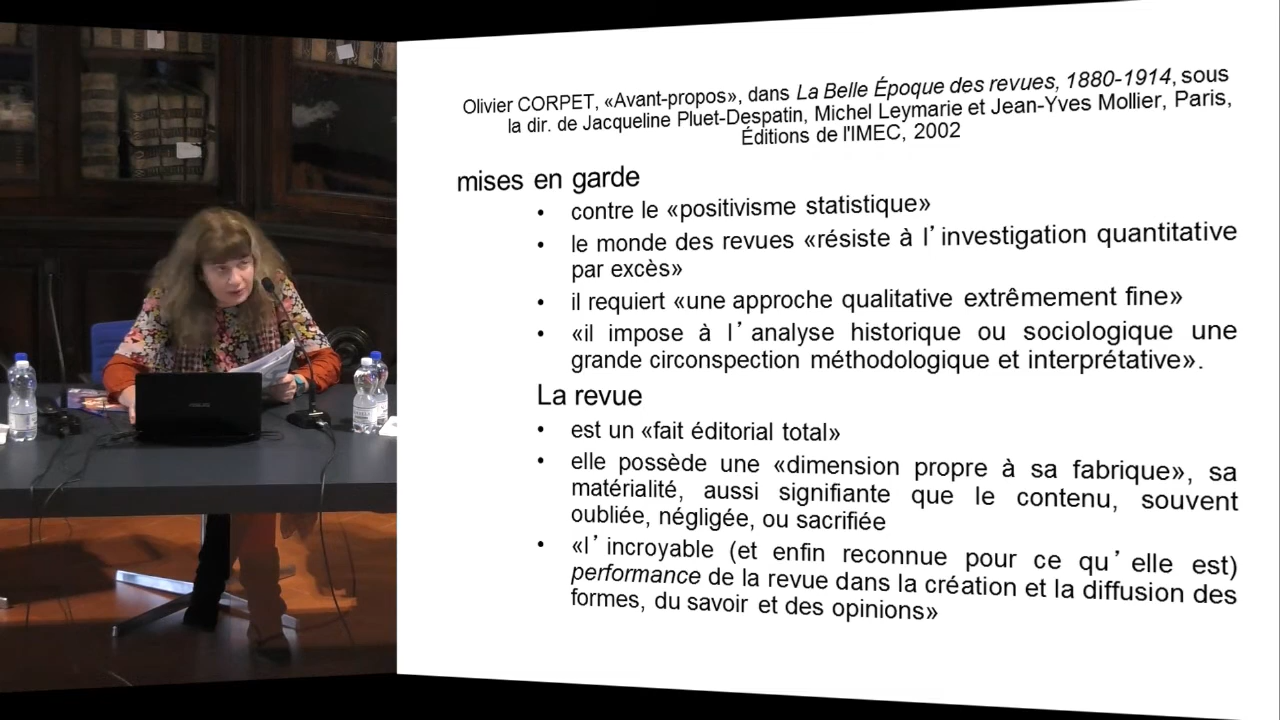 Olivier CORPET, «Avant-propos», dans La Belle Époque des revues, 1880-1914, sous
la dir. de Jacqueline Pluet-Despatin, Michel Leymarie et Jean-Yves Mollier, Paris,
Éditions de l'IMEC, 2002
mises en garde
• contre le «positivisme statistique»
• le monde des revues «résiste à l’investigation quantitative
par excès»
• il requiert «une approche qualitative extrêmement fine»
• «il impose à l’analyse historique ou sociologique une
grande circonspection méthodologique et interprétative».
La revue
• est un «fait éditorial total»
• elle possède une «dimension propre à sa fabrique», sa
matérialité, aussi signifiante que le contenu, souvent
oubliée, négligée, ou sacrifiée
• «l’incroyable (et enfin reconnue pour ce qu’elle est)
performance de la revue dans la création et la diffusion des
formes, du savoir et des opinions»
ASUS